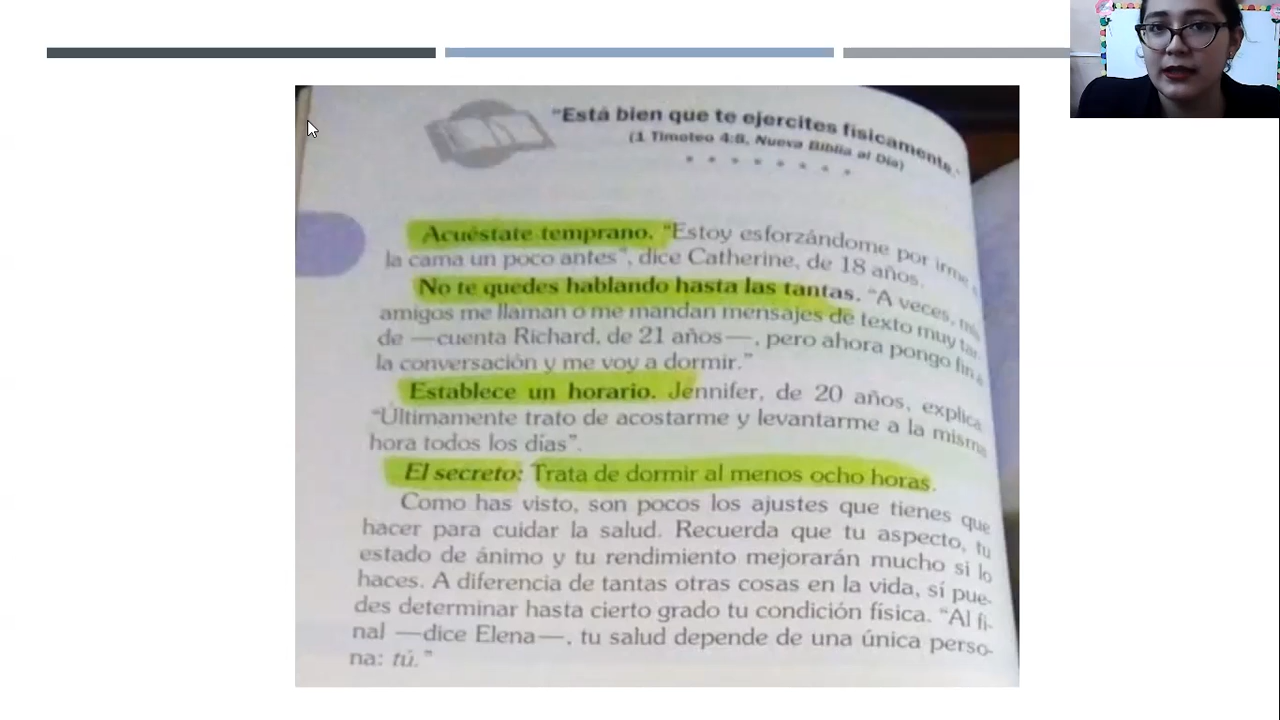 "Está bien que te ejercites físicamente."
(1 Timoteo 4:8, Nueva Biblia al Día)
Acuéstate temprano. "Estoy esforzándome por irme
la cama un poco antes", dice Catherine, de 18 años.
No te quedes hablando hasta las tantas. "A veces,
amigos me llaman o me mandan mensajes de texto muy tar-
de —cuenta Richard, de 21 años—, pero ahora pongo fin a
la conversación y me voy a dormir."
Establece un horario. Jennifer, de 20 años, explica
"Últimamente trato de acostarme y levantarme a la misma
hora todos los días".
El secreto: Trata de dormir al menos ocho horas.
Como has visto, son pocos los ajustes que tienes que
hacer para cuidar la salud. Recuerda que tu aspecto, tu
estado de ánimo y tu rendimiento mejorarán mucho si lo
haces. A diferencia de tantas otras cosas en la vida, sí pue-
des determinar hasta cierto grado tu condición física. "Al fi-
nal —dice Elena—, tu salud depende de una única perso-
na: tú."